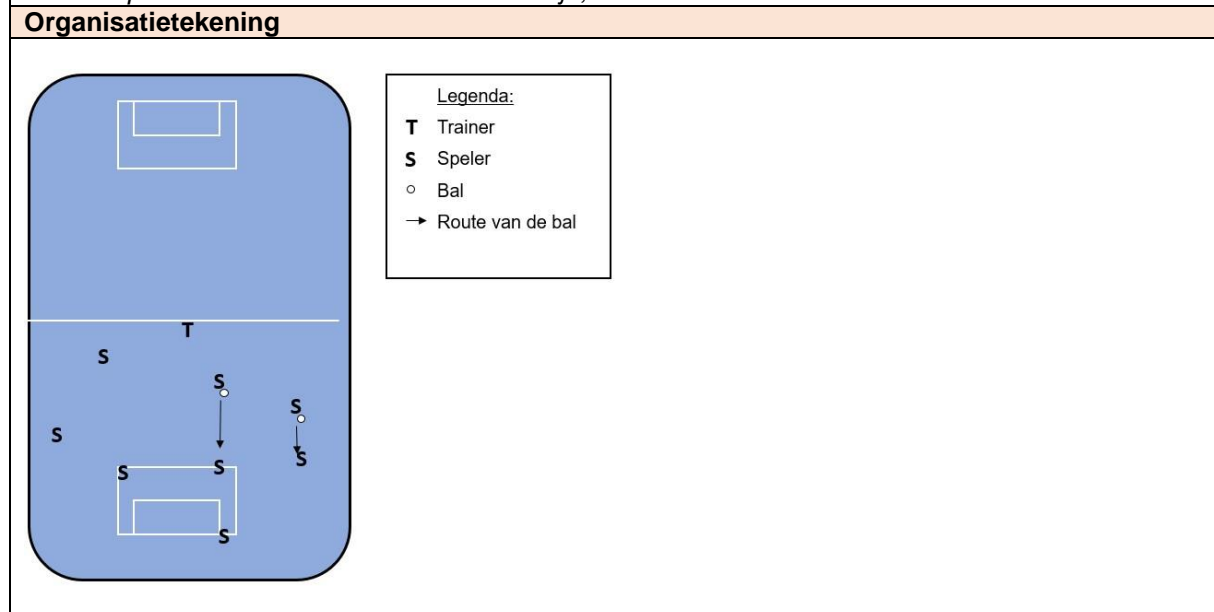 Organisatietekening
Legenda:
T Trainer
S Speler
Bal
Route van de bal
T
S
S
S
S
S
S
S
S